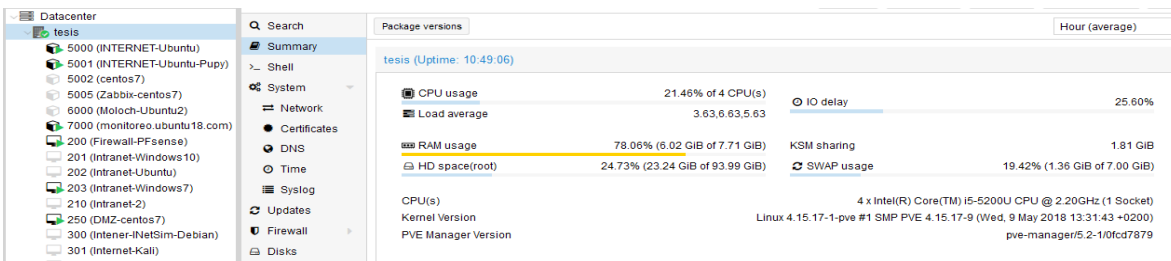 Datacenter
tesis
5000 (INTERNET-Ubuntu)
5001 (INTERNET-Ubuntu-Pupy)
5002 (centos7)
5005 (Zabbix-centos7)
6000 (Moloch-Ubuntu2)
7000 (monitoreo.ubuntu18.com)
200 (Firewall-PFsense)
201 (Intranet-Windows10)
202 (Intranet-Ubuntu)
203 (Intranet-Windows7)
210 (Intranet-2)
250 (DMZ-centos7)
300 (Intener-INetSim-Debian)
301 (Internet-Kali)
Search
Summary
Shell
System
Network
Certificates
DNS
Time
Syslog
Updates
Firewall
Disks
Package versions
Hour (average)
tesis (Uptime: 10:49:06)
CPU usage 21.46% of 4 CPU(s)
Load average 3.63,6.63,5.63
IO delay 25.60%
RAM usage 78.06% (6.02 GiB of 7.71 GiB)
HD space(root) 24.73% (23.24 GiB of 93.99 GiB)
KSM sharing 1.81 GiB
SWAP usage 19.42% (1.36 GiB of 7.00 GiB)
CPU(s) 4 x Intel(R) Core(TM) i5-5200U CPU @ 2.20GHz (1 Socket)
Kernel Version Linux 4.15.17-1-pve #1 SMP PVE 4.15.17-9 (Wed, 9 May 2018 13:31:43 +0200)
PVE Manager Version pve-manager/5.2-1/0fcd7879